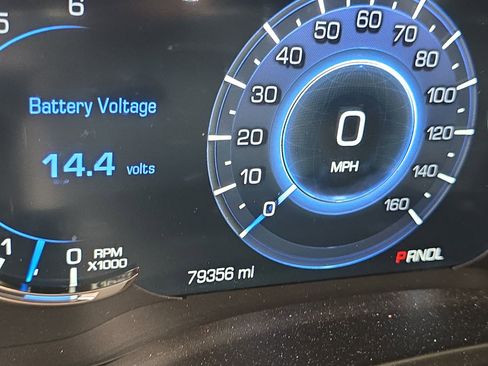 5 6
Battery Voltage
14.4 volts
1 0 RPM
X1000
0 10 20 30 40 50 60 70 80 100 120 140 160
0
MPH
79356 mi
PRNDL